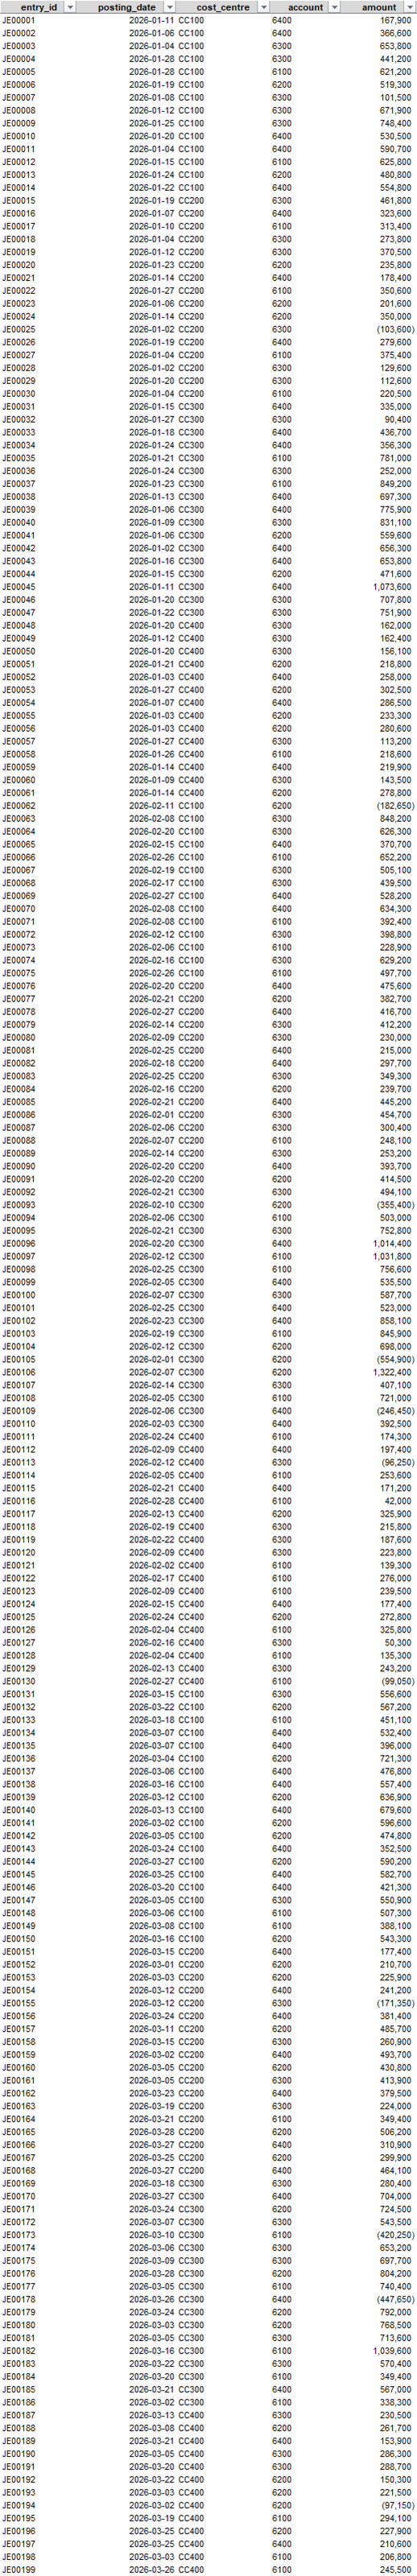 entry_id posting_date cost_centre account amount
JE00001 2026-01-11 CC100 6400 167,900
JE00002 2026-01-06 CC100 6400 366,600
JE00003 2026-01-04 CC100 6400 653,800
JE00004 2026-01-28 CC100 6300 441,200
JE00005 2026-01-28 CC100 6100 621,200
JE00006 2026-01-19 CC100 6200 519,300
JE00007 2026-01-08 CC100 6300 101,500
JE00008 2026-01-12 CC100 6300 671,900
JE00009 2026-01-25 CC100 6300 748,400
JE00010 2026-01-20 CC100 6400 530,500
JE00011 2026-01-04 CC100 6400 590,700
JE00012 2026-01-15 CC100 6100 625,800
JE00013 2026-01-24 CC100 6200 480,800
JE00014 2026-01-22 CC100 6400 554,800
JE00015 2026-01-19 CC200 6300 461,800
JE00016 2026-01-07 CC200 6400 323,600
JE00017 2026-01-10 CC200 6100 313,400
JE00018 2026-01-04 CC200 6300 273,800
JE00019 2026-01-12 CC200 6300 370,500
JE00020 2026-01-23 CC200 6200 235,800
JE00021 2026-01-14 CC200 6400 178,400
JE00022 2026-01-27 CC200 6100 350,600
JE00023 2026-01-06 CC200 6200 201,600
JE00024 2026-01-14 CC200 6200 350,000
JE00025 2026-01-02 CC200 6300 (103,600)
JE00026 2026-01-19 CC200 6400 279,600
JE00027 2026-01-04 CC200 6100 375,400
JE00028 2026-01-02 CC200 6300 129,600
JE00029 2026-01-20 CC200 6300 112,600
JE00030 2026-01-04 CC200 6100 220,500
JE00031 2026-01-15 CC300 6400 335,000
JE00032 2026-01-27 CC300 6300 90,400
JE00033 2026-01-18 CC300 6400 436,700
JE00034 2026-01-24 CC300 6400 356,300
JE00035 2026-01-21 CC300 6100 781,000
JE00036 2026-01-24 CC300 6300 252,000
JE00037 2026-01-23 CC300 6100 849,200
JE00038 2026-01-13 CC300 6400 697,300
JE00039 2026-01-06 CC300 6400 775,900
JE00040 2026-01-09 CC300 6300 831,100
JE00041 2026-01-06 CC300 6200 559,600
JE00042 2026-01-02 CC300 6400 656,300
JE00043 2026-01-16 CC300 6400 653,800
JE00044 2026-01-15 CC300 6200 471,600
JE00045 2026-01-11 CC300 6400 1,073,600
JE00046 2026-01-20 CC300 6300 707,800
JE00047 2026-01-22 CC300 6300 751,900
JE00048 2026-01-20 CC400 6300 162,000
JE00049 2026-01-12 CC400 6300 162,400
JE00050 2026-01-20 CC400 6300 156,100
JE00051 2026-01-21 CC400 6200 218,800
JE00052 2026-01-03 CC400 6400 258,000
JE00053 2026-01-27 CC400 6200 302,500
JE00054 2026-01-07 CC400 6400 286,500
JE00055 2026-01-03 CC400 6200 233,300
JE00056 2026-01-03 CC400 6200 280,600
JE00057 2026-01-27 CC400 6300 113,200
JE00058 2026-01-26 CC400 6100 218,600
JE00059 2026-01-14 CC400 6400 219,900
JE00060 2026-01-09 CC400 6300 143,500
JE00061 2026-01-14 CC400 6200 278,800
JE00062 2026-02-11 CC100 6200 (182,650)
JE00063 2026-02-08 CC100 6300 848,200
JE00064 2026-02-20 CC100 6300 626,300
JE00065 2026-02-15 CC100 6400 370,700
JE00066 2026-02-26 CC100 6100 652,200
JE00067 2026-02-19 CC100 6300 505,100
JE00068 2026-02-17 CC100 6300 439,500
JE00069 2026-02-27 CC100 6400 528,200
JE00070 2026-02-08 CC100 6400 634,300
JE00071 2026-02-08 CC100 6100 392,400
JE00072 2026-02-12 CC100 6300 398,800
JE00073 2026-02-06 CC100 6100 228,900
JE00074 2026-02-16 CC100 6300 629,200
JE00075 2026-02-26 CC100 6100 497,700
JE00076 2026-02-20 CC200 6400 475,600
JE00077 2026-02-21 CC200 6200 382,700
JE00078 2026-02-27 CC200 6400 416,700
JE00079 2026-02-14 CC200 6300 412,200
JE00080 2026-02-09 CC200 6300 230,000
JE00081 2026-02-25 CC200 6400 215,000
JE00082 2026-02-18 CC200 6400 297,700
JE00083 2026-02-25 CC200 6300 349,300
JE00084 2026-02-16 CC200 6200 239,700
JE00085 2026-02-21 CC200 6400 445,200
JE00086 2026-02-01 CC200 6300 454,700
JE00087 2026-02-06 CC200 6200 300,400
JE00088 2026-02-07 CC200 6100 248,100
JE00089 2026-02-14 CC200 6300 253,200
JE00090 2026-02-20 CC200 6400 393,700
JE00091 2026-02-20 CC200 6200 414,500
JE00092 2026-02-21 CC300 6300 494,100
JE00093 2026-02-10 CC300 6200 (355,400)
JE00094 2026-02-06 CC300 6100 503,000
JE00095 2026-02-21 CC300 6300 752,800
JE00096 2026-02-20 CC300 6400 1,014,400
JE00097 2026-02-12 CC300 6100 1,031,800
JE00098 2026-02-25 CC300 6300 756,600
JE00099 2026-02-05 CC300 6400 535,500
JE00100 2026-02-07 CC300 6300 587,700
JE00101 2026-02-25 CC300 6400 523,000
JE00102 2026-02-23 CC300 6400 858,100
JE00103 2026-02-19 CC300 6100 845,900
JE00104 2026-02-12 CC300 6200 698,000
JE00105 2026-02-01 CC300 6200 (554,900)
JE00106 2026-02-07 CC300 6200 1,322,400
JE00107 2026-02-14 CC300 6300 407,100
JE00108 2026-02-05 CC300 6100 721,000
JE00109 2026-02-06 CC300 6400 (246,450)
JE00110 2026-02-03 CC300 6400 392,500
JE00111 2026-02-24 CC400 6100 174,300
JE00112 2026-02-09 CC400 6400 197,400
JE00113 2026-02-12 CC400 6300 (96,250)
JE00114 2026-02-05 CC400 6100 253,600
JE00115 2026-02-21 CC400 6400 171,200
JE00116 2026-02-28 CC400 6100 42,000
JE00117 2026-02-13 CC400 6200 325,900
JE00118 2026-02-19 CC400 6300 215,800
JE00119 2026-02-22 CC400 6300 187,600
JE00120 2026-02-09 CC400 6300 223,800
JE00121 2026-02-02 CC400 6100 139,300
JE00122 2026-02-17 CC400 6100 276,000
JE00123 2026-02-09 CC400 6100 239,500
JE00124 2026-02-15 CC400 6400 177,400
JE00125 2026-02-24 CC400 6200 272,800
JE00126 2026-02-04 CC400 6100 325,800
JE00127 2026-02-16 CC400 6300 50,300
JE00128 2026-02-04 CC400 6100 135,300
JE00129 2026-02-13 CC400 6300 243,200
JE00130 2026-02-27 CC400 6100 (99,050)
JE00131 2026-03-15 CC100 6300 556,600
JE00132 2026-03-22 CC100 6100 567,200
JE00133 2026-03-18 CC100 6100 451,100
JE00134 2026-03-07 CC100 6400 532,400
JE00135 2026-03-07 CC100 6400 396,000
JE00136 2026-03-04 CC100 6200 721,300
JE00137 2026-03-06 CC100 6400 476,800
JE00138 2026-03-16 CC100 6400 557,400
JE00139 2026-03-12 CC100 6200 636,900
JE00140 2026-03-13 CC100 6400 679,600
JE00141 2026-03-02 CC100 6200 596,600
JE00142 2026-03-05 CC100 6200 474,800
JE00143 2026-03-24 CC100 6400 352,500
JE00144 2026-03-27 CC100 6200 590,200
JE00145 2026-03-25 CC100 6400 582,700
JE00146 2026-03-20 CC100 6400 421,300
JE00147 2026-03-05 CC100 6300 550,900
JE00148 2026-03-06 CC100 6100 507,300
JE00149 2026-03-08 CC100 6100 388,100
JE00150 2026-03-16 CC100 6200 543,300
JE00151 2026-03-15 CC200 6400 177,400
JE00152 2026-03-01 CC200 6200 210,700
JE00153 2026-03-03 CC200 6200 225,900
JE00154 2026-03-12 CC200 6400 241,200
JE00155 2026-03-12 CC200 6300 (171,350)
JE00156 2026-03-24 CC200 6400 381,400
JE00157 2026-03-11 CC200 6200 485,700
JE00158 2026-03-15 CC200 6300 260,900
JE00159 2026-03-02 CC200 6400 493,700
JE00160 2026-03-05 CC200 6200 430,800
JE00161 2026-03-05 CC200 6300 413,900
JE00162 2026-03-23 CC200 6400 379,500
JE00163 2026-03-19 CC200 6300 224,000
JE00164 2026-03-21 CC200 6100 349,400
JE00165 2026-03-28 CC200 6200 506,200
JE00166 2026-03-27 CC200 6400 310,900
JE00167 2026-03-25 CC200 6200 299,900
JE00168 2026-03-27 CC200 6400 464,100
JE00169 2026-03-18 CC300 6300 280,400
JE00170 2026-03-27 CC300 6400 704,000
JE00171 2026-03-24 CC300 6200 724,500
JE00172 2026-03-07 CC300 6300 543,500
JE00173 2026-03-10 CC300 6100 (420,250)
JE00174 2026-03-06 CC300 6300 653,200
JE00175 2026-03-09 CC300 6300 697,700
JE00176 2026-03-28 CC300 6200 804,200
JE00177 2026-03-05 CC300 6100 740,400
JE00178 2026-03-26 CC300 6400 (447,650)
JE00179 2026-03-24 CC300 6200 792,000
JE00180 2026-03-03 CC300 6200 768,500
JE00181 2026-03-05 CC300 6300 713,600
JE00182 2026-03-16 CC300 6100 1,039,600
JE00183 2026-03-22 CC300 6300 570,400
JE00184 2026-03-20 CC300 6100 349,400
JE00185 2026-03-21 CC300 6400 567,000
JE00186 2026-03-02 CC300 6100 338,300
JE00187 2026-03-13 CC400 6300 230,500
JE00188 2026-03-08 CC400 6200 261,700
JE00189 2026-03-21 CC400 6400 153,900
JE00190 2026-03-05 CC400 6300 286,300
JE00191 2026-03-20 CC400 6300 288,700
JE00192 2026-03-22 CC400 6200 150,300
JE00193 2026-03-03 CC400 6200 221,500
JE00194 2026-03-02 CC400 6200 (97,150)
JE00195 2026-03-19 CC400 6100 294,100
JE00196 2026-03-25 CC400 6200 227,900
JE00197 2026-03-25 CC400 6400 210,600
JE00198 2026-03-03 CC400 6100 206,800
JE00199 2026-03-26 CC400 6100 245,500